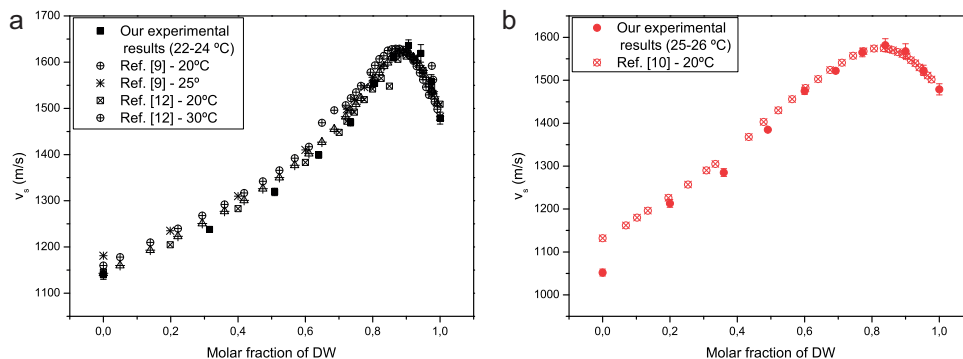 a
1700
1600
1500
1400
1300
1200
1100
v_s (m/s)
Our experimental
results (22-24 ºC)
Ref. [9] - 20ºC
Ref. [9] - 25º
Ref. [12] - 20ºC
Ref. [12] - 30ºC
0,0 0,2 0,4 0,6 0,8 1,0
Molar fraction of DW
b
1600
1500
1400
1300
1200
1100
1000
v_s (m/s)
Our experimental
results (25-26 ºC)
Ref. [10] - 20ºC
0,0 0,2 0,4 0,6 0,8 1,0
Molar fraction of DW